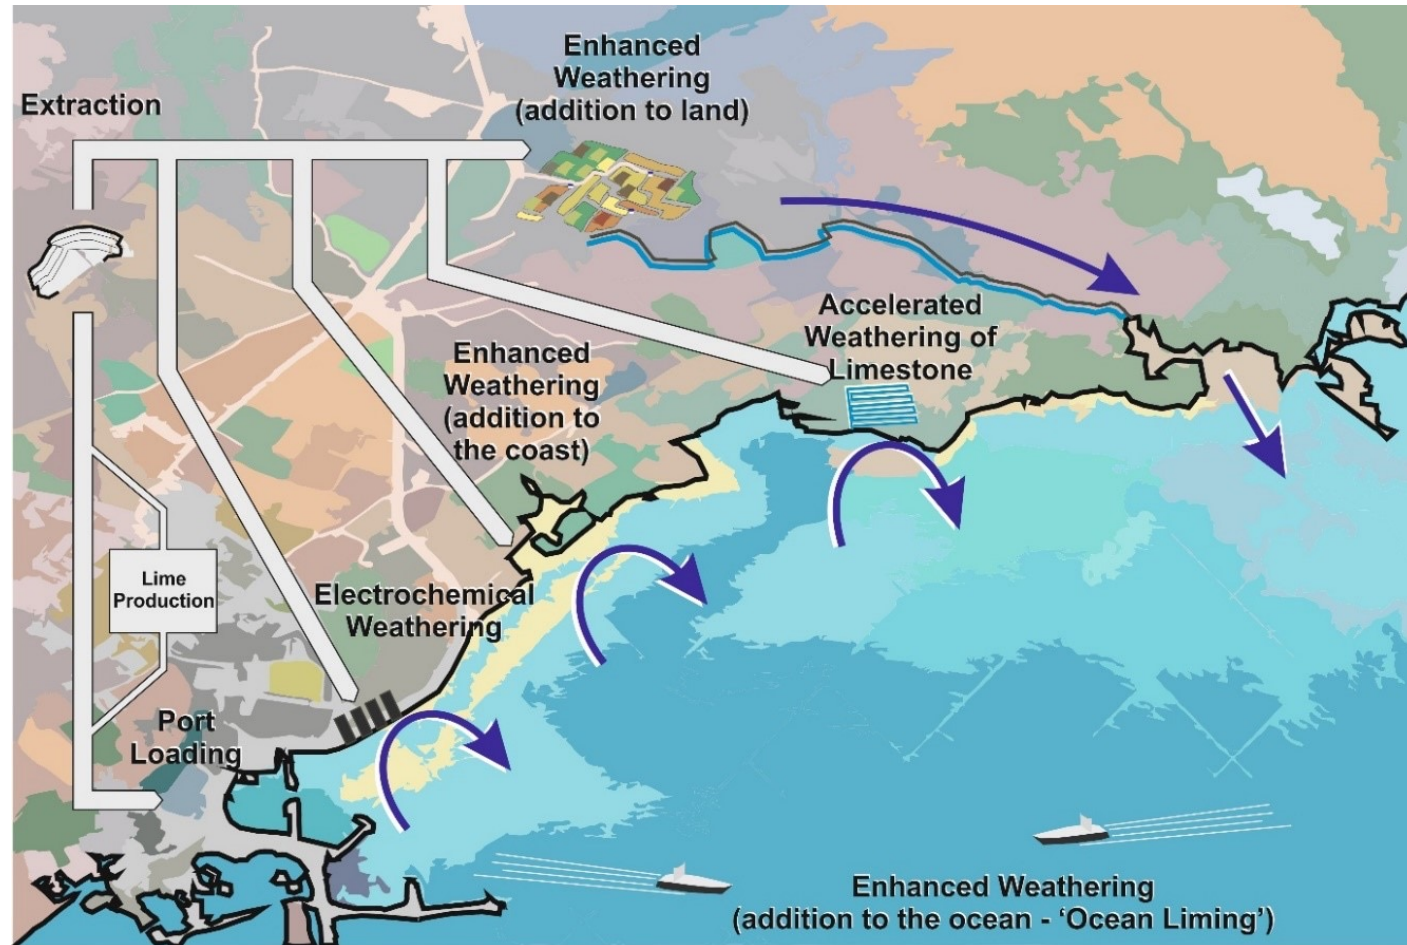 Enhanced
Weathering
(addition to land)
Extraction
Accelerated
Weathering of
Limestone
Enhanced
Weathering
(addition to
the coast)
Lime
Production
Electrochemical
Weathering
Port
Loading
Enhanced Weathering
(addition to the ocean - ‘Ocean Liming’)